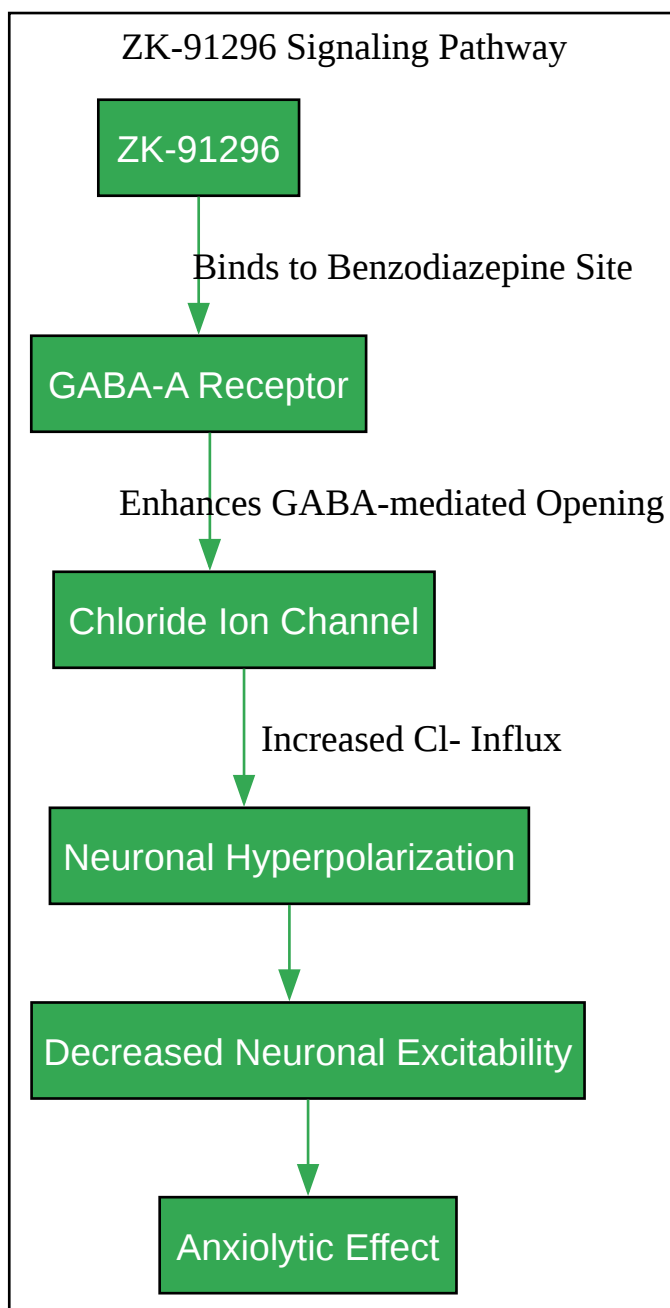 ZK-91296 Signaling Pathway
ZK-91296
Binds to Benzodiazepine Site
GABA-A Receptor
Enhances GABA-mediated Opening
Chloride Ion Channel
Increased Cl- Influx
Neuronal Hyperpolarization
Decreased Neuronal Excitability
Anxiolytic Effect